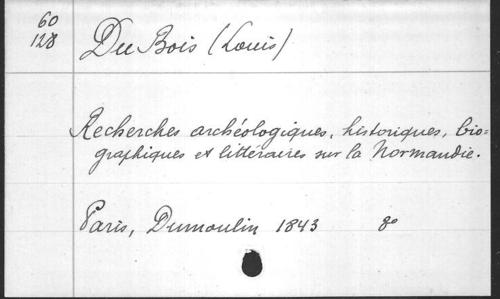 60
128
Du Bois (Louis)
Recherches archéologiques, historiques, bio=
graphiques et littéraires sur la Normandie.
Paris, Dumoulin 1843 8°